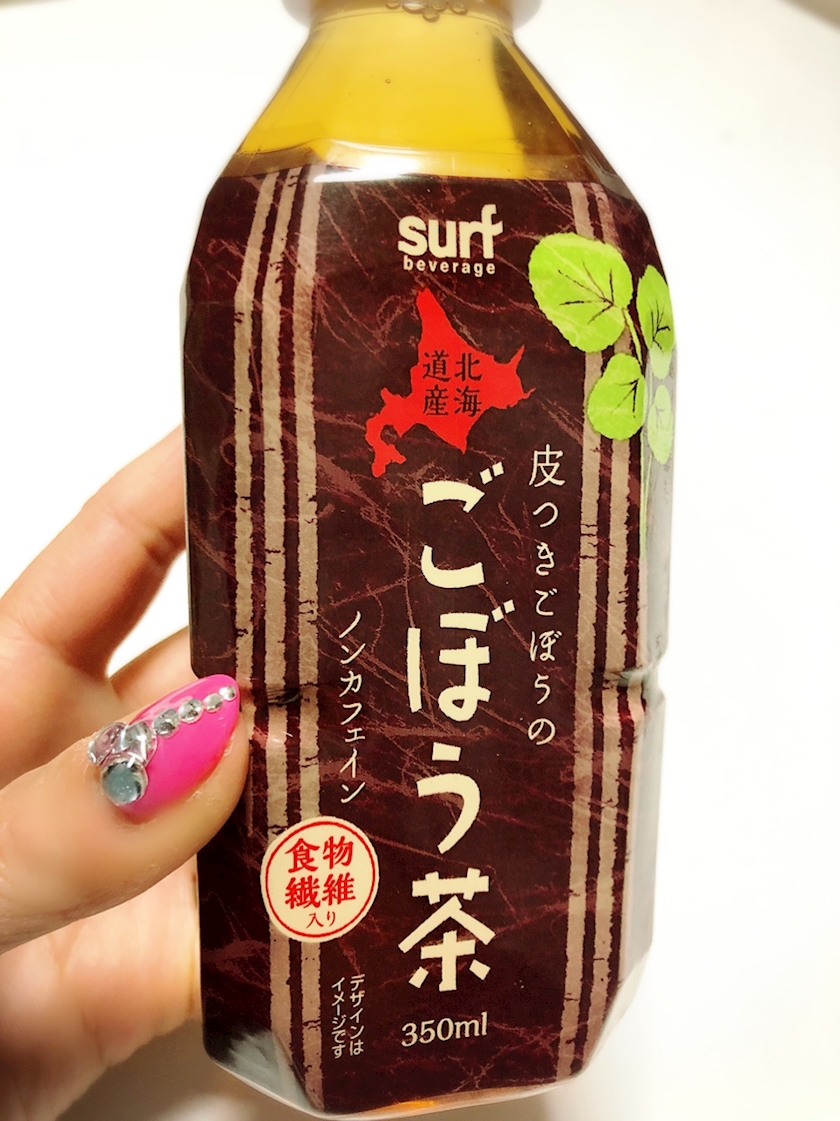 surf
beverage
北海
道産
皮つきごぼうの
ごぼう茶
ノンカフェイン
食物
繊維
入り
デザインは
イメージです
350ml